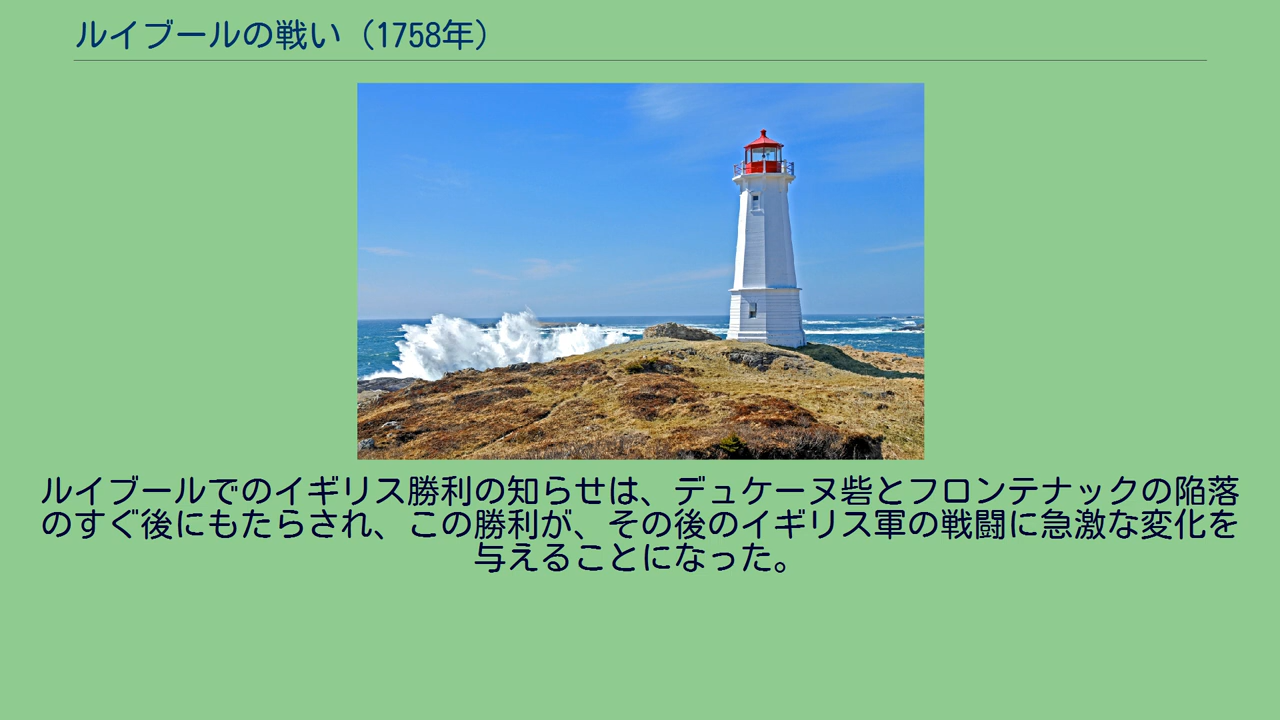 ルイブールの戦い（1758年）
ルイブールでのイギリス勝利の知らせは、デュケーヌ砦とフロンテナックの陥落
のすぐ後にもたらされ、この勝利が、その後のイギリス軍の戦闘に急激な変化を
与えることになった。